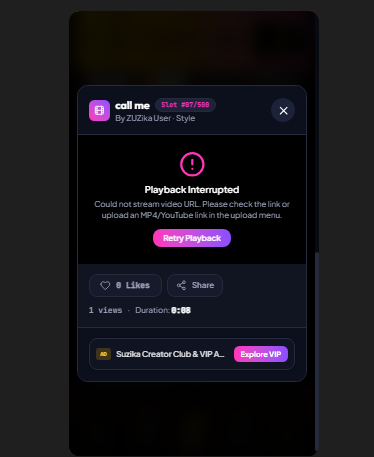 call me Slot #87/500
By ZUZika User · Style
Playback Interrupted
Could not stream video URL. Please check the link or
upload an MP4/YouTube link in the upload menu.
Retry Playback
0 Likes Share
1 views · Duration: 0:08
AD Suzika Creator Club & VIP A... Explore VIP